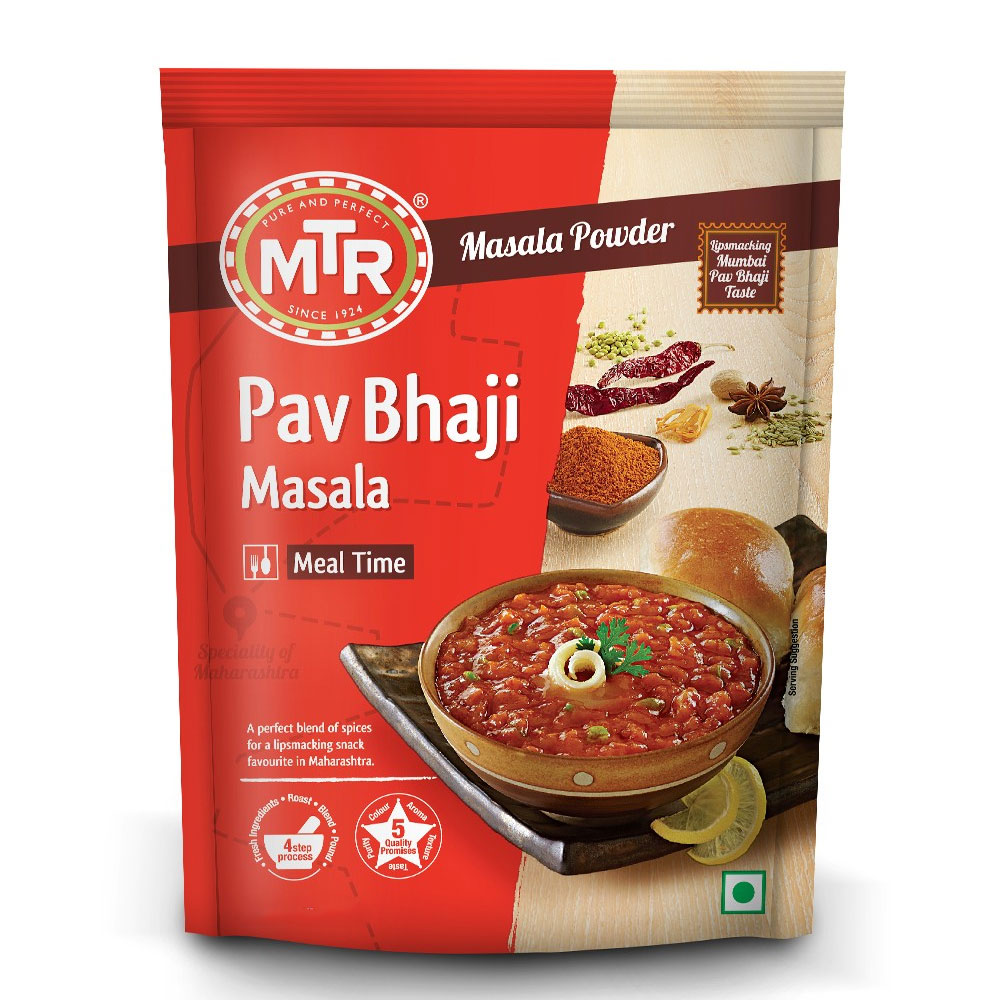 PURE AND PERFECT
MTR
®
SINCE 1924
Masala Powder
Lipsmacking
Mumbai
Pav Bhaji
Taste
Pav Bhaji
Masala
Meal Time
Speciality of
Maharashtra
Serving Suggestion
A perfect blend of spices
for a lipsmacking snack
favourite in Maharashtra.
Fresh Ingredients • Roast • Blend • Pound
4 step
process
Purity Colour Aroma Texture Taste
5
Quality
Promises